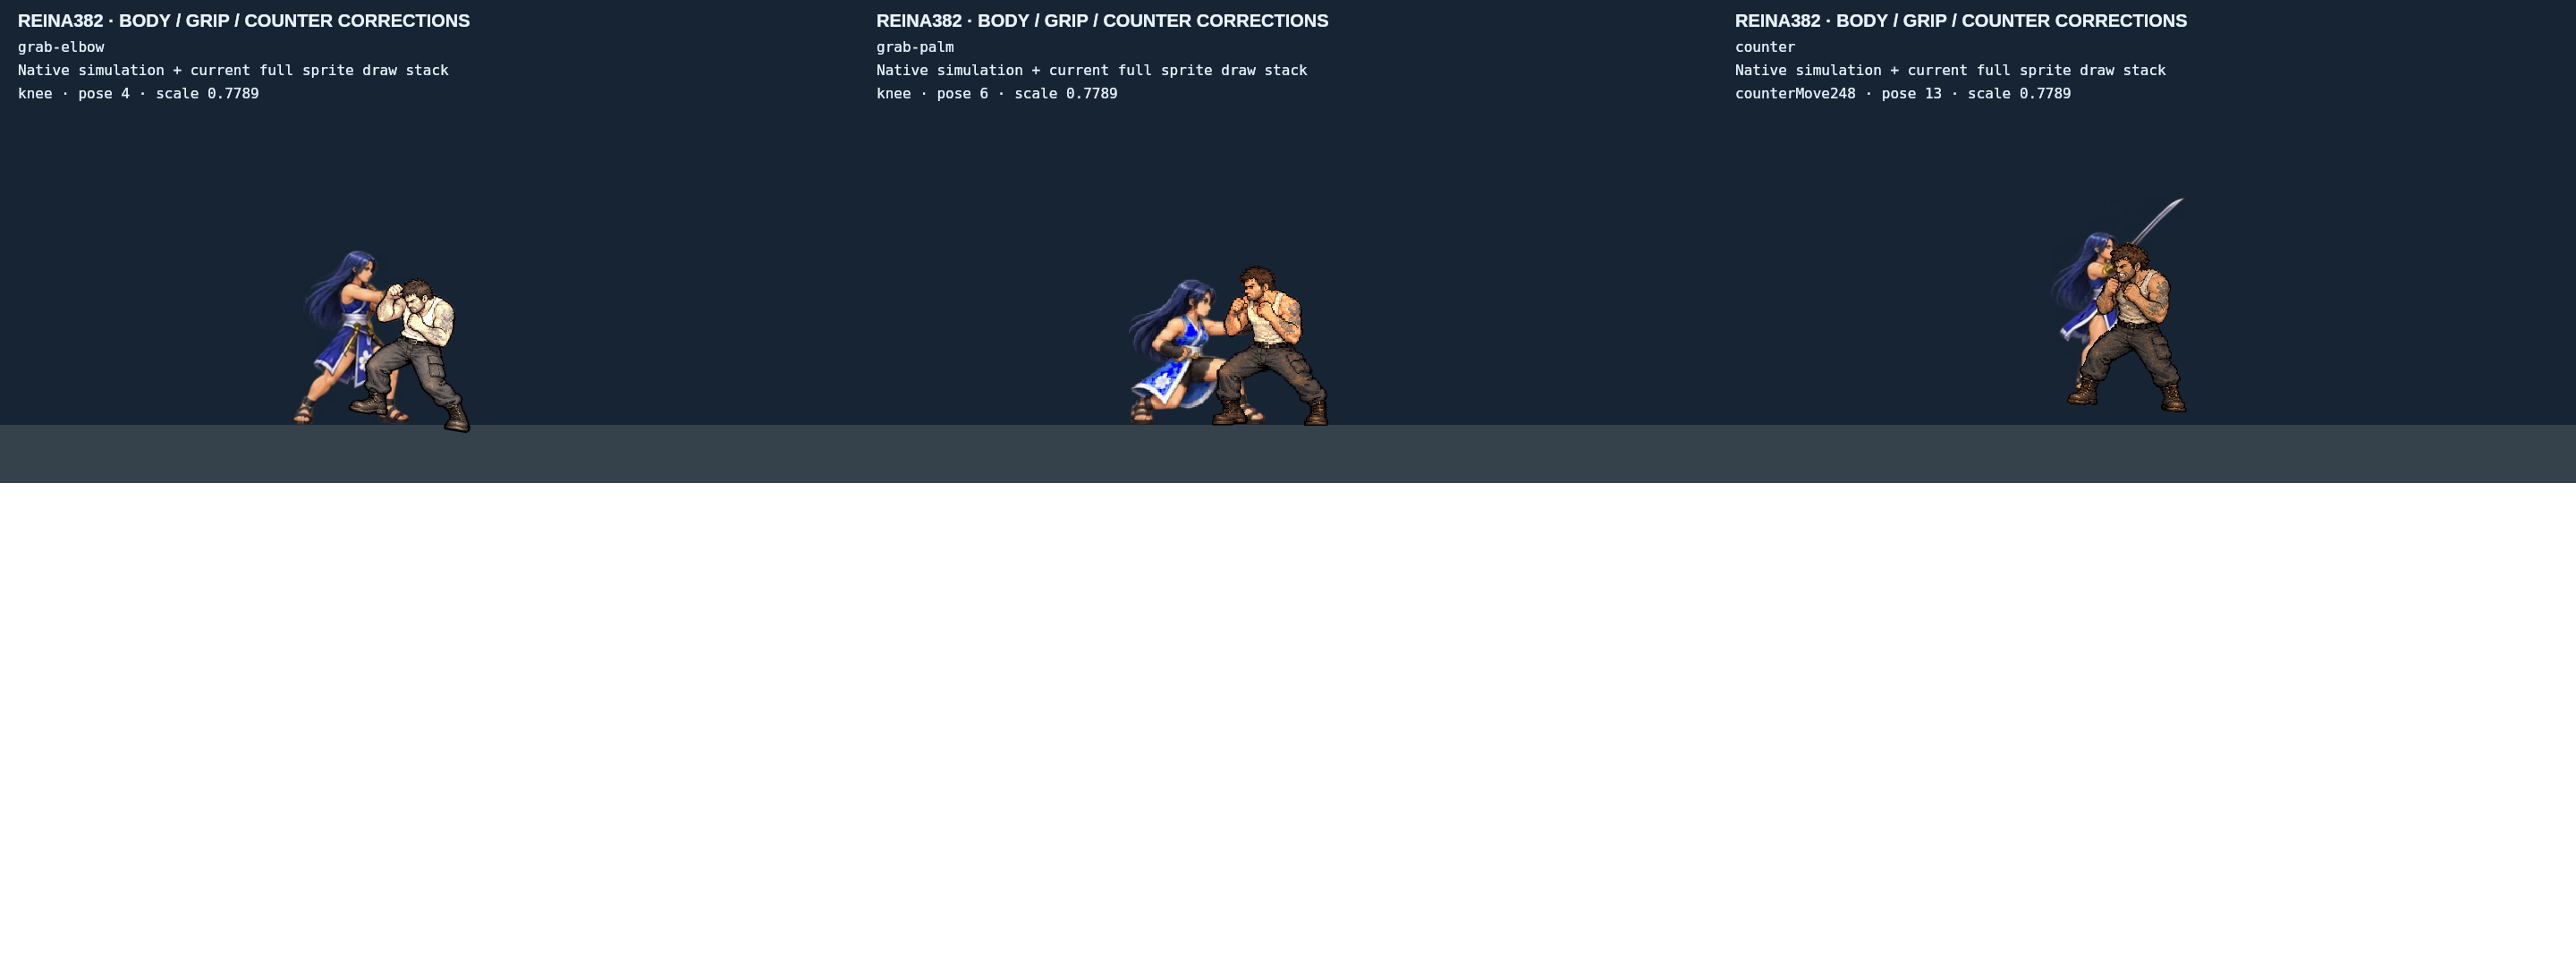 REINA382 · BODY / GRIP / COUNTER CORRECTIONS
grab-elbow
Native simulation + current full sprite draw stack
knee · pose 4 · scale 0.7789
REINA382 · BODY / GRIP / COUNTER CORRECTIONS
grab-palm
Native simulation + current full sprite draw stack
knee · pose 6 · scale 0.7789
REINA382 · BODY / GRIP / COUNTER CORRECTIONS
counter
Native simulation + current full sprite draw stack
counterMove248 · pose 13 · scale 0.7789